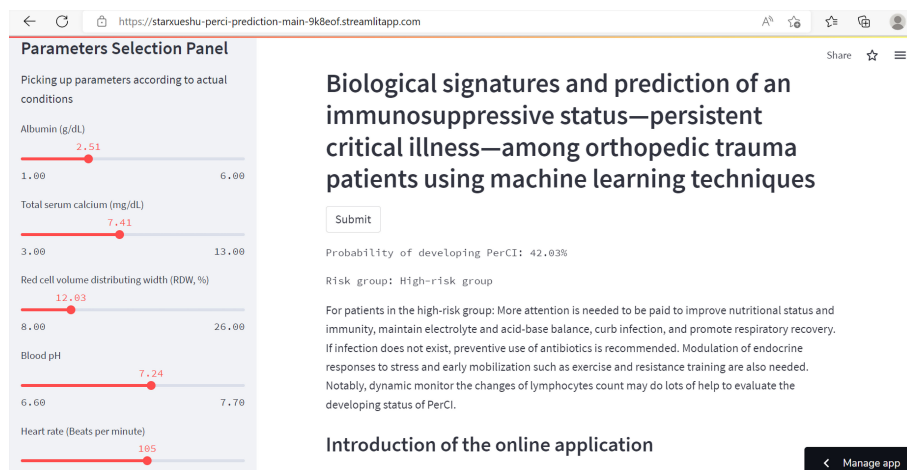 https://starxueshu-perci-prediction-main-9k8eof.streamlitapp.com
Share
Parameters Selection Panel
Picking up parameters according to actual
conditions
Albumin (g/dL)
2.51
1.00 6.00
Total serum calcium (mg/dL)
7.41
3.00 13.00
Red cell volume distributing width (RDW, %)
12.03
8.00 26.00
Blood pH
7.24
6.60 7.70
Heart rate (Beats per minute)
105
Biological signatures and prediction of an
immunosuppressive status—persistent
critical illness—among orthopedic trauma
patients using machine learning techniques
Submit
Probability of developing PerCI: 42.03%
Risk group: High-risk group
For patients in the high-risk group: More attention is needed to be paid to improve nutritional status and
immunity, maintain electrolyte and acid-base balance, curb infection, and promote respiratory recovery.
If infection does not exist, preventive use of antibiotics is recommended. Modulation of endocrine
responses to stress and early mobilization such as exercise and resistance training are also needed.
Notably, dynamic monitor the changes of lymphocytes count may do lots of help to evaluate the
developing status of PerCI.
Introduction of the online application
Manage app